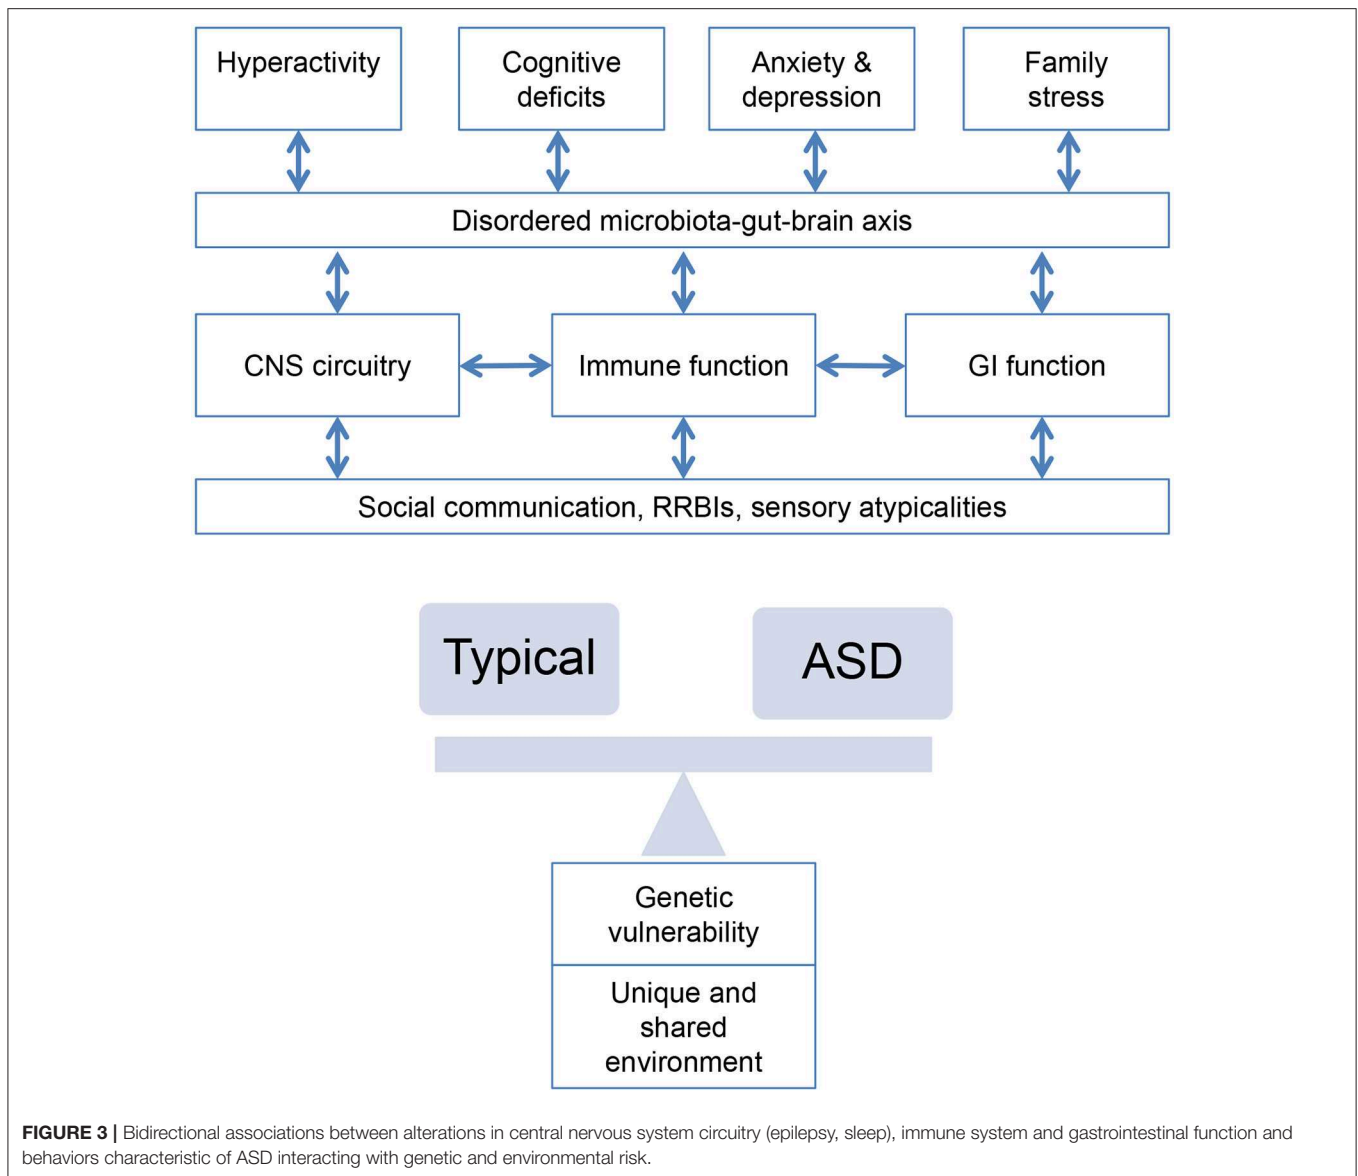 Hyperactivity
Cognitive
deficits
Anxiety &
depression
Family
stress
Disordered microbiota-gut-brain axis
CNS circuitry
Immune function
GI function
Social communication, RRBIs, sensory atypicalities
Typical
ASD
Genetic
vulnerability
Unique and
shared
environment
FIGURE 3 | Bidirectional associations between alterations in central nervous system circuitry (epilepsy, sleep), immune system and gastrointestinal function and
behaviors characteristic of ASD interacting with genetic and environmental risk.